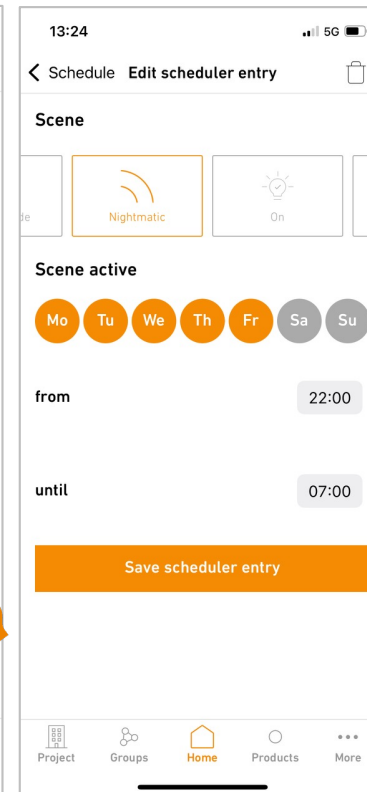 13:24 5G
Schedule Edit scheduler entry
Scene
de Nightmatic On
Scene active
Mo Tu We Th Fr Sa Su
from 22:00
until 07:00
Save scheduler entry
Project Groups Home Products More